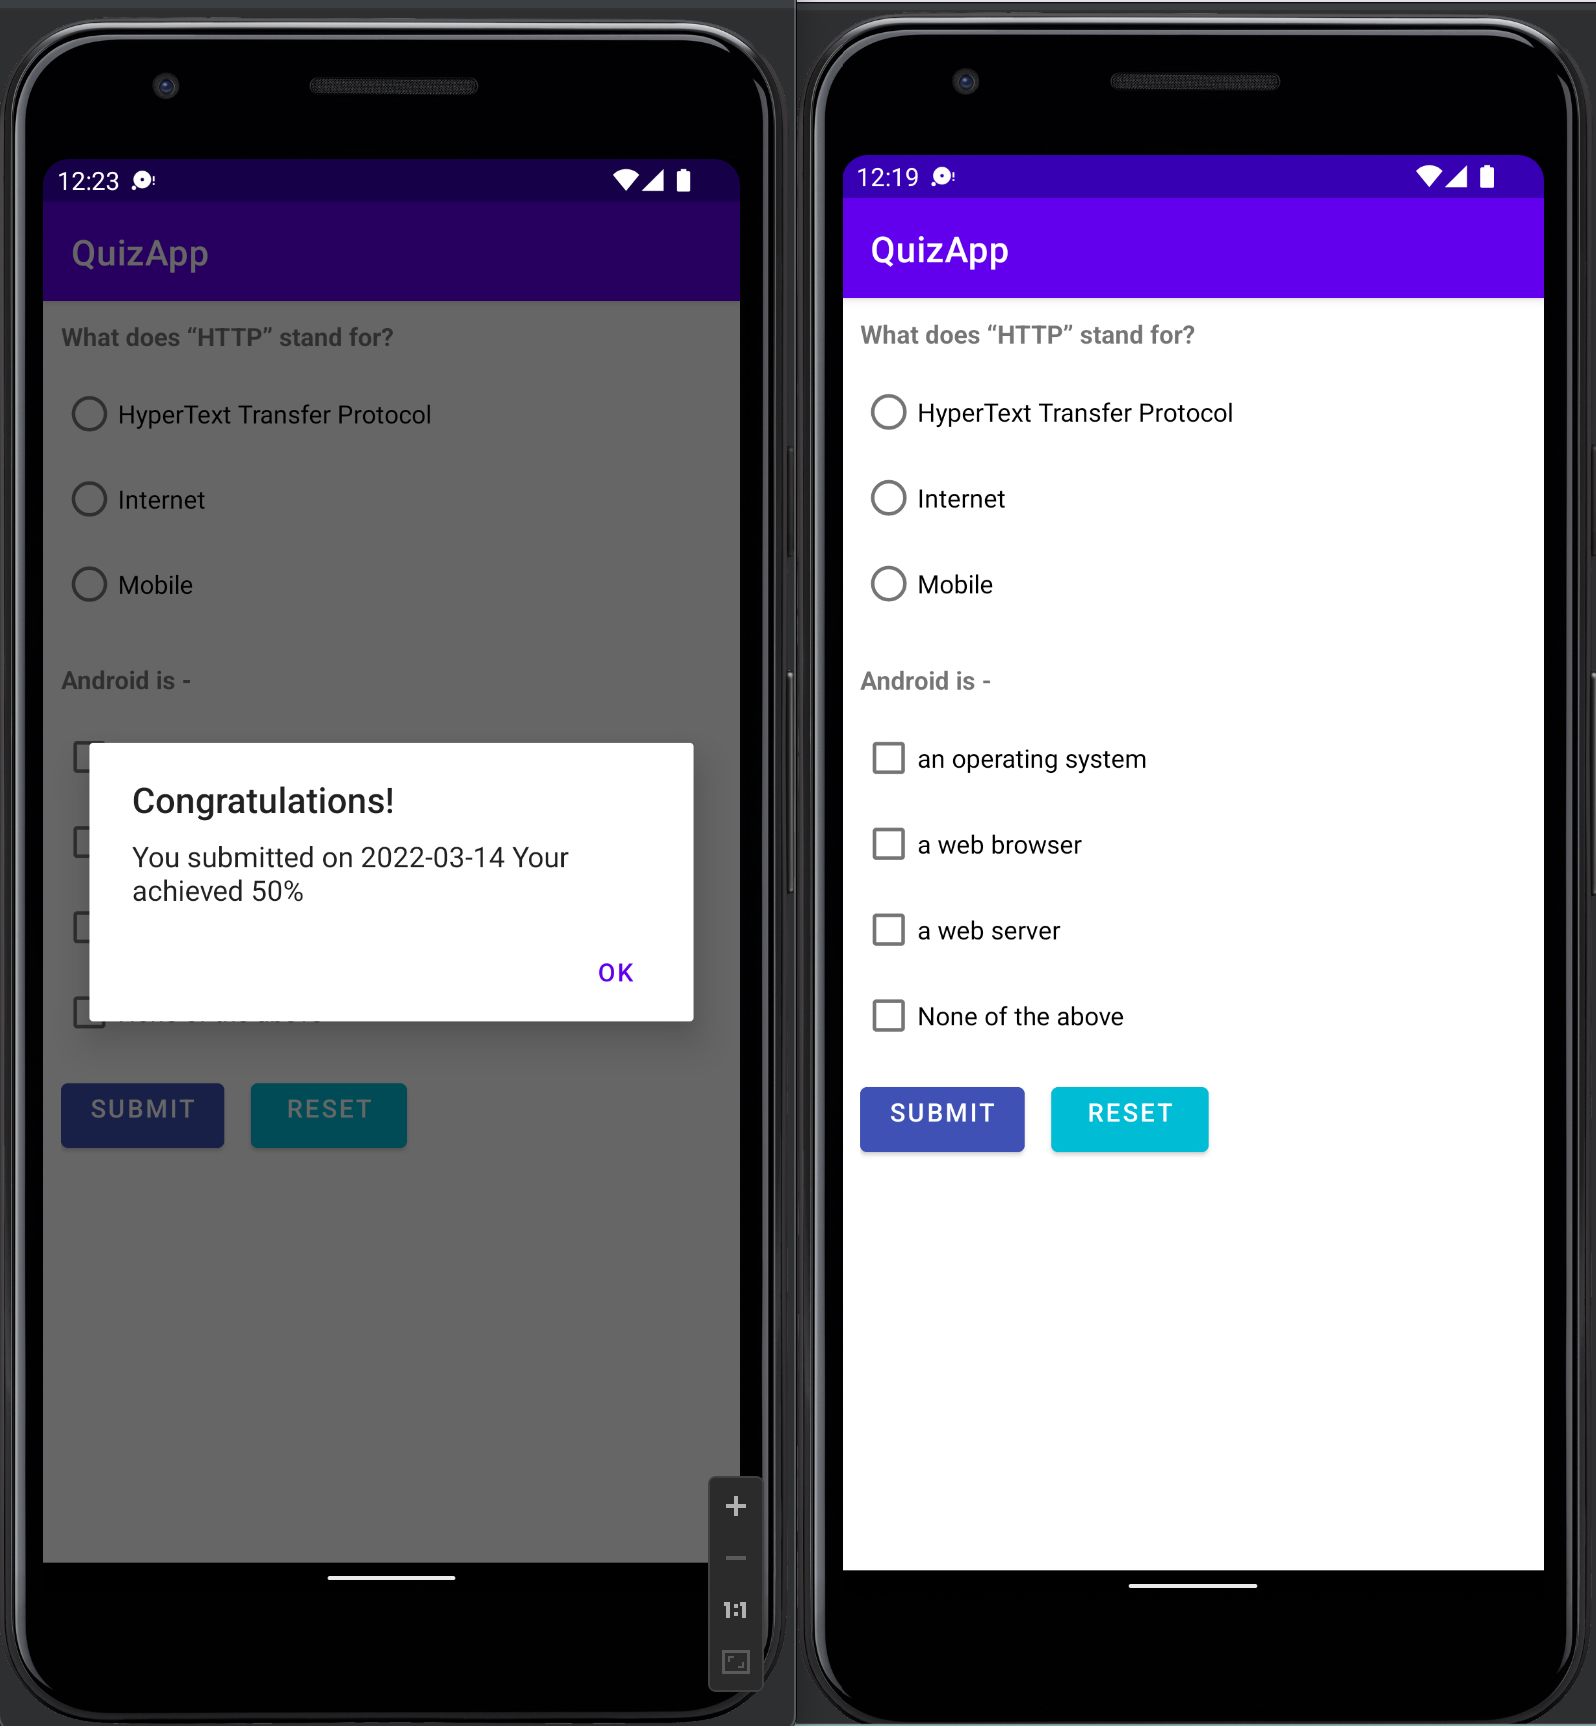 12:23
QuizApp
What does “HTTP” stand for?
HyperText Transfer Protocol
Internet
Mobile
Android is -
Congratulations!
You submitted on 2022-03-14 Your
achieved 50%
OK
SUBMIT RESET
1:1
12:19
QuizApp
What does “HTTP” stand for?
HyperText Transfer Protocol
Internet
Mobile
Android is -
an operating system
a web browser
a web server
None of the above
SUBMIT RESET